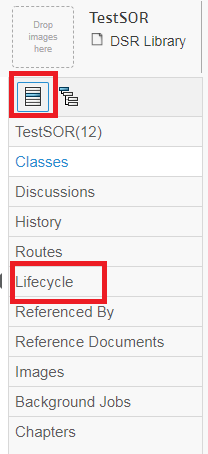 Drop
images
here
TestSOR
DSR Library
TestSOR(12)
Classes
Discussions
History
Routes
Lifecycle
Referenced By
Reference Documents
Images
Background Jobs
Chapters